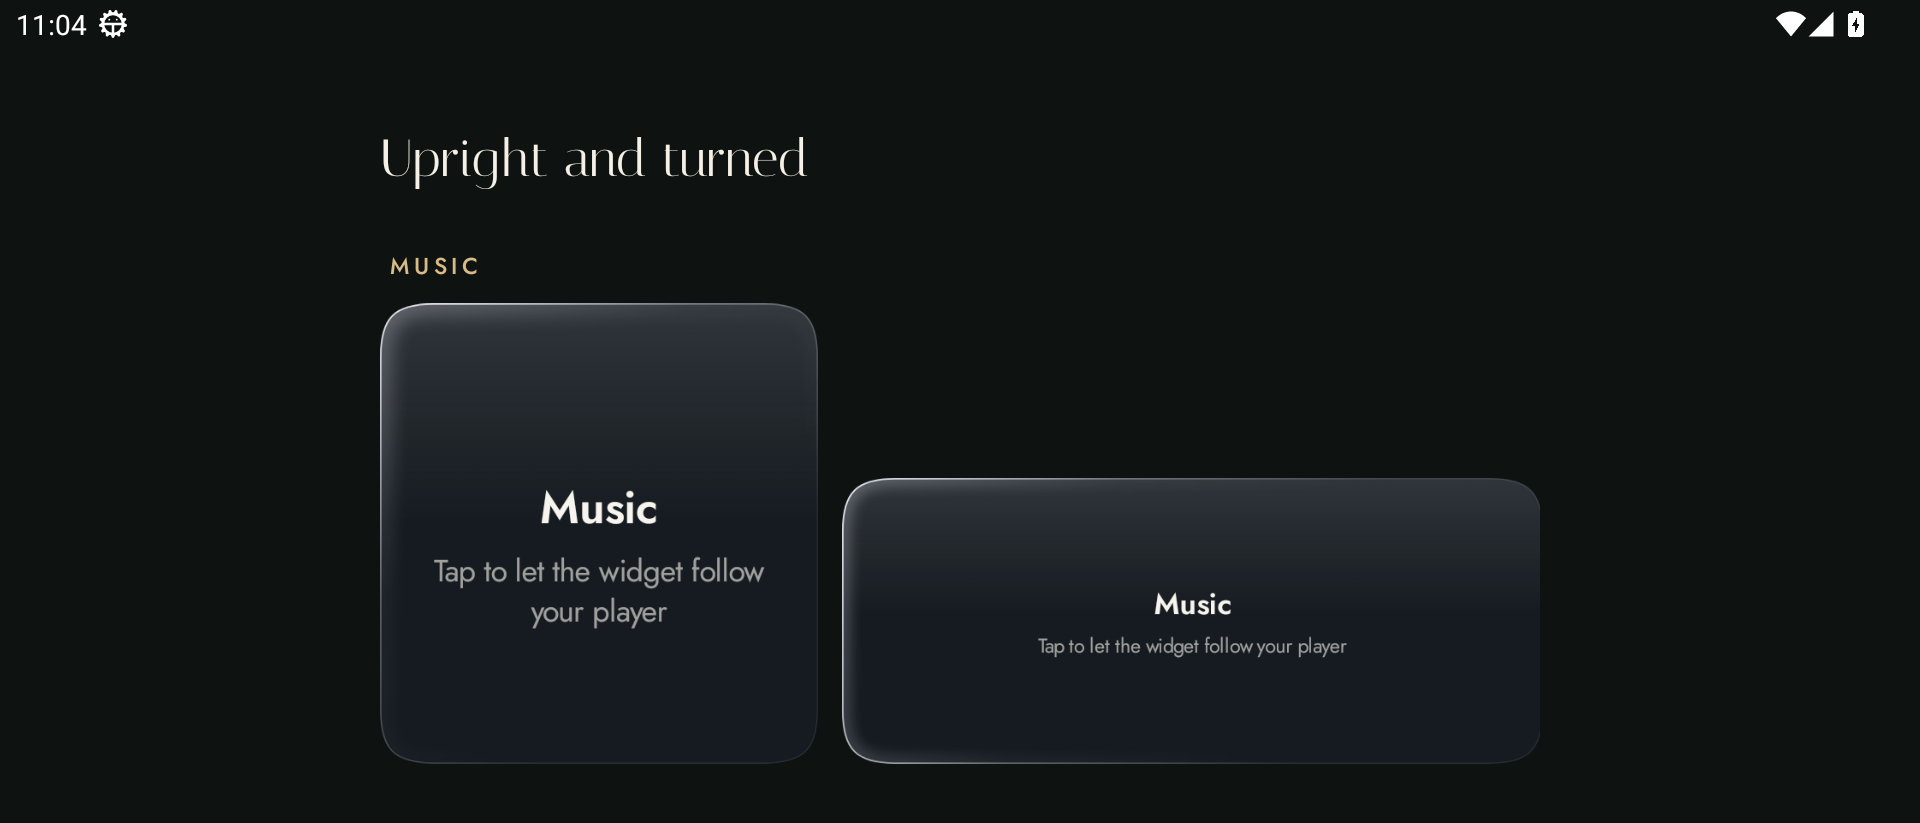 11:04
Upright and turned
MUSIC
Music
Tap to let the widget follow
your player
Music
Tap to let the widget follow your player